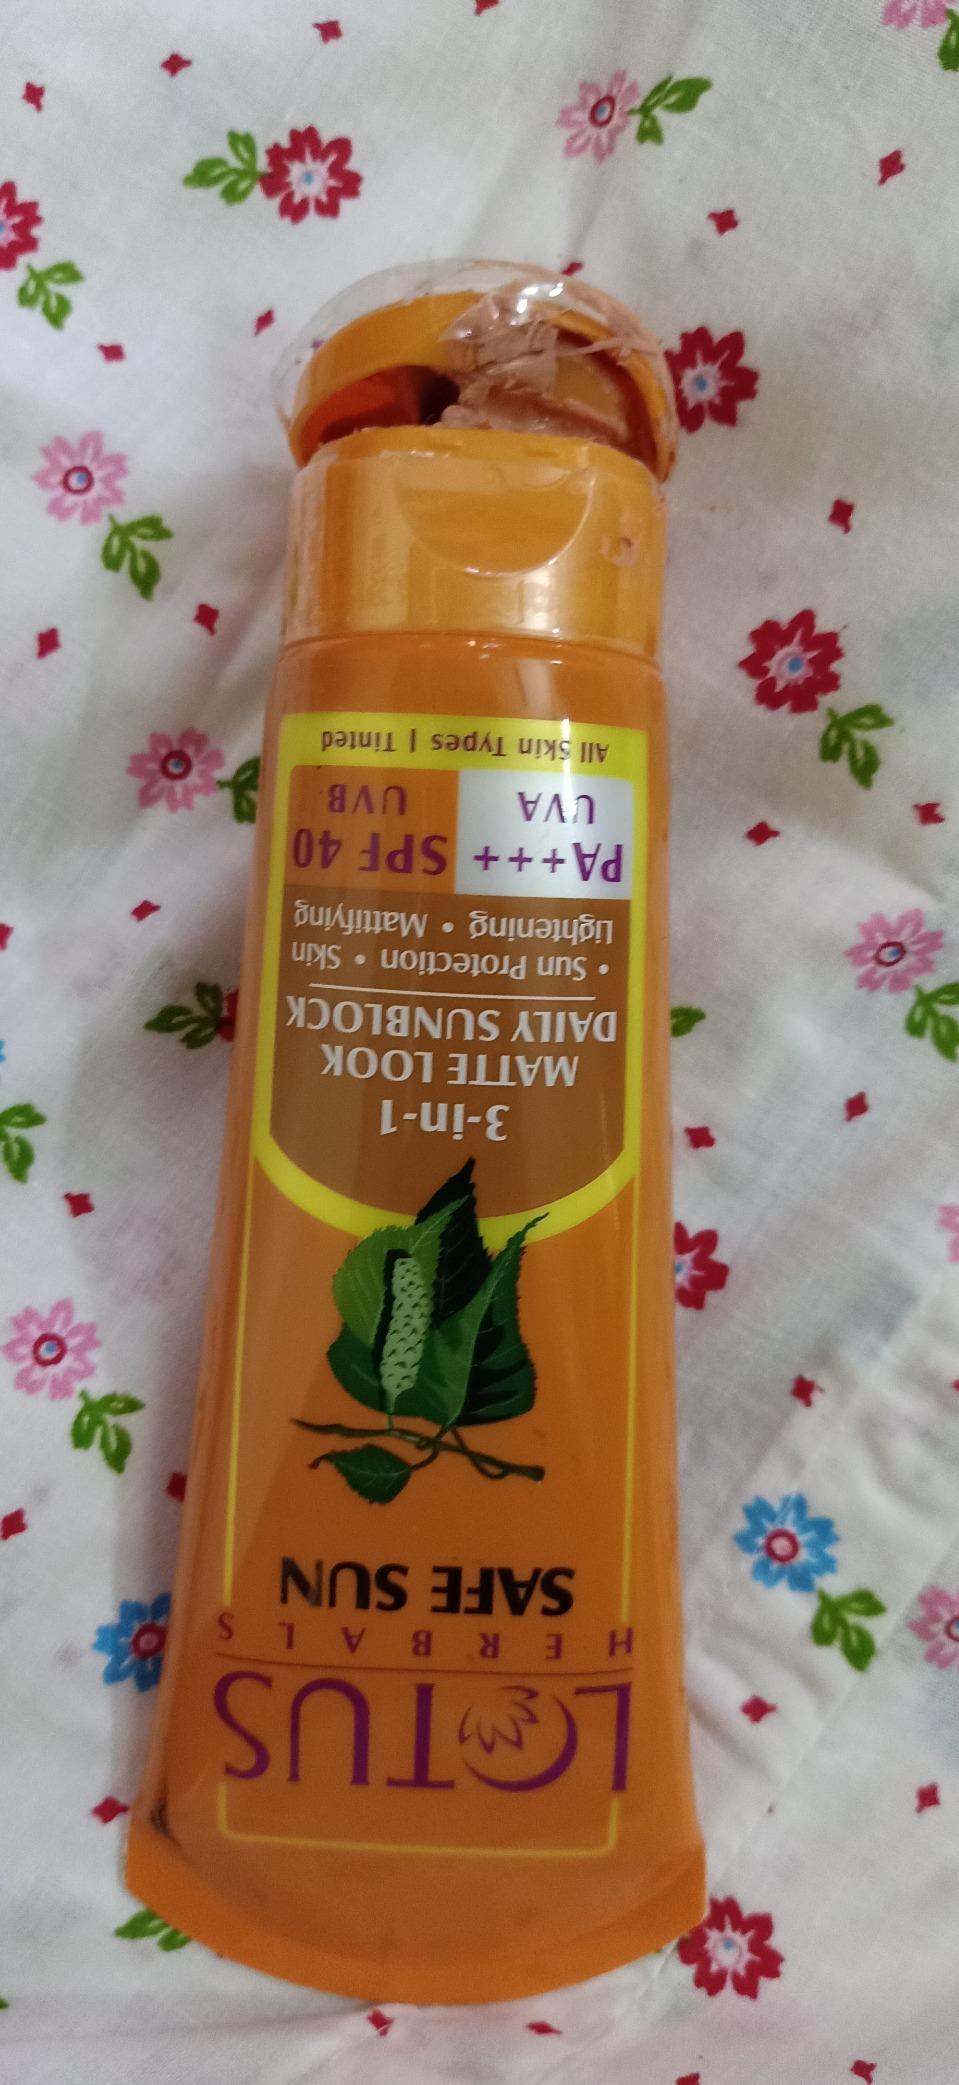 LOTUS
HERBALS
SAFE SUN
3-in-1
MATTE LOOK
DAILY SUNBLOCK
• Sun Protection • Skin
Lightening • Mattifying
PA+++ SPF 40
UVA UVB
All Skin Types | Tinted